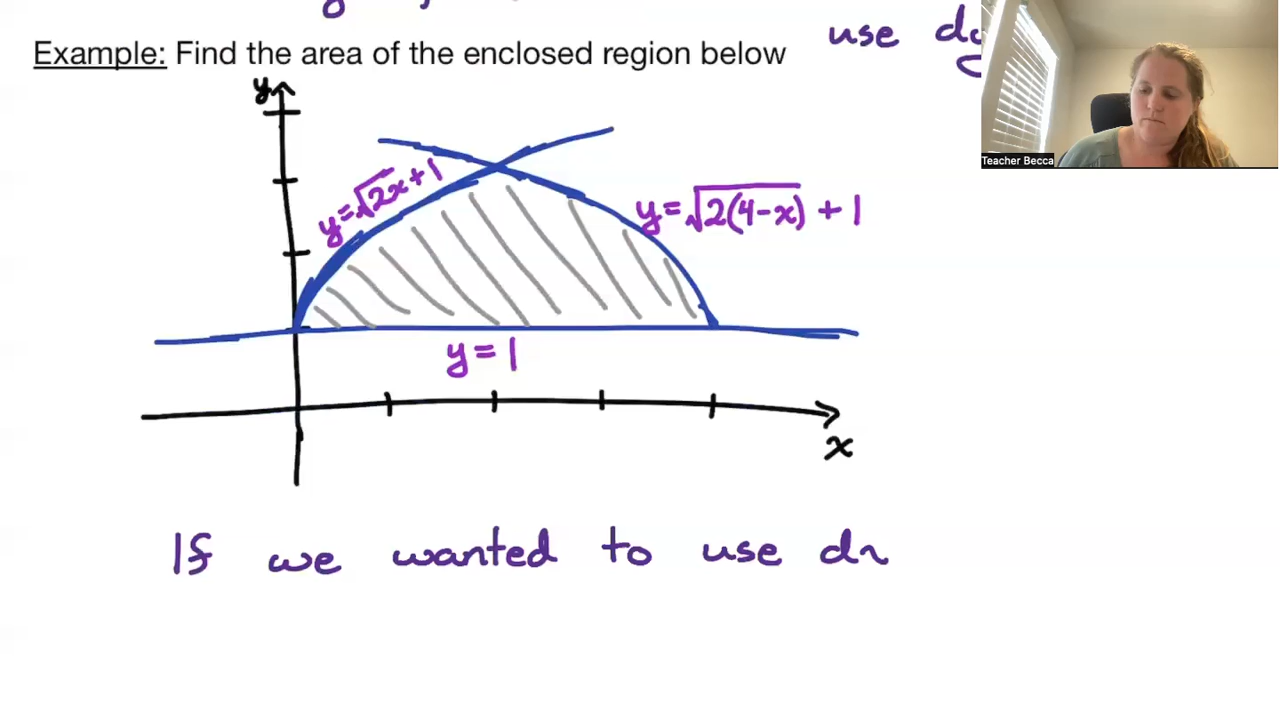 use
Example: Find the area of the enclosed region below
y
Teacher Becca
y=√2x+1
y=√2(4-x) + 1
y=1
x
If we wanted to use